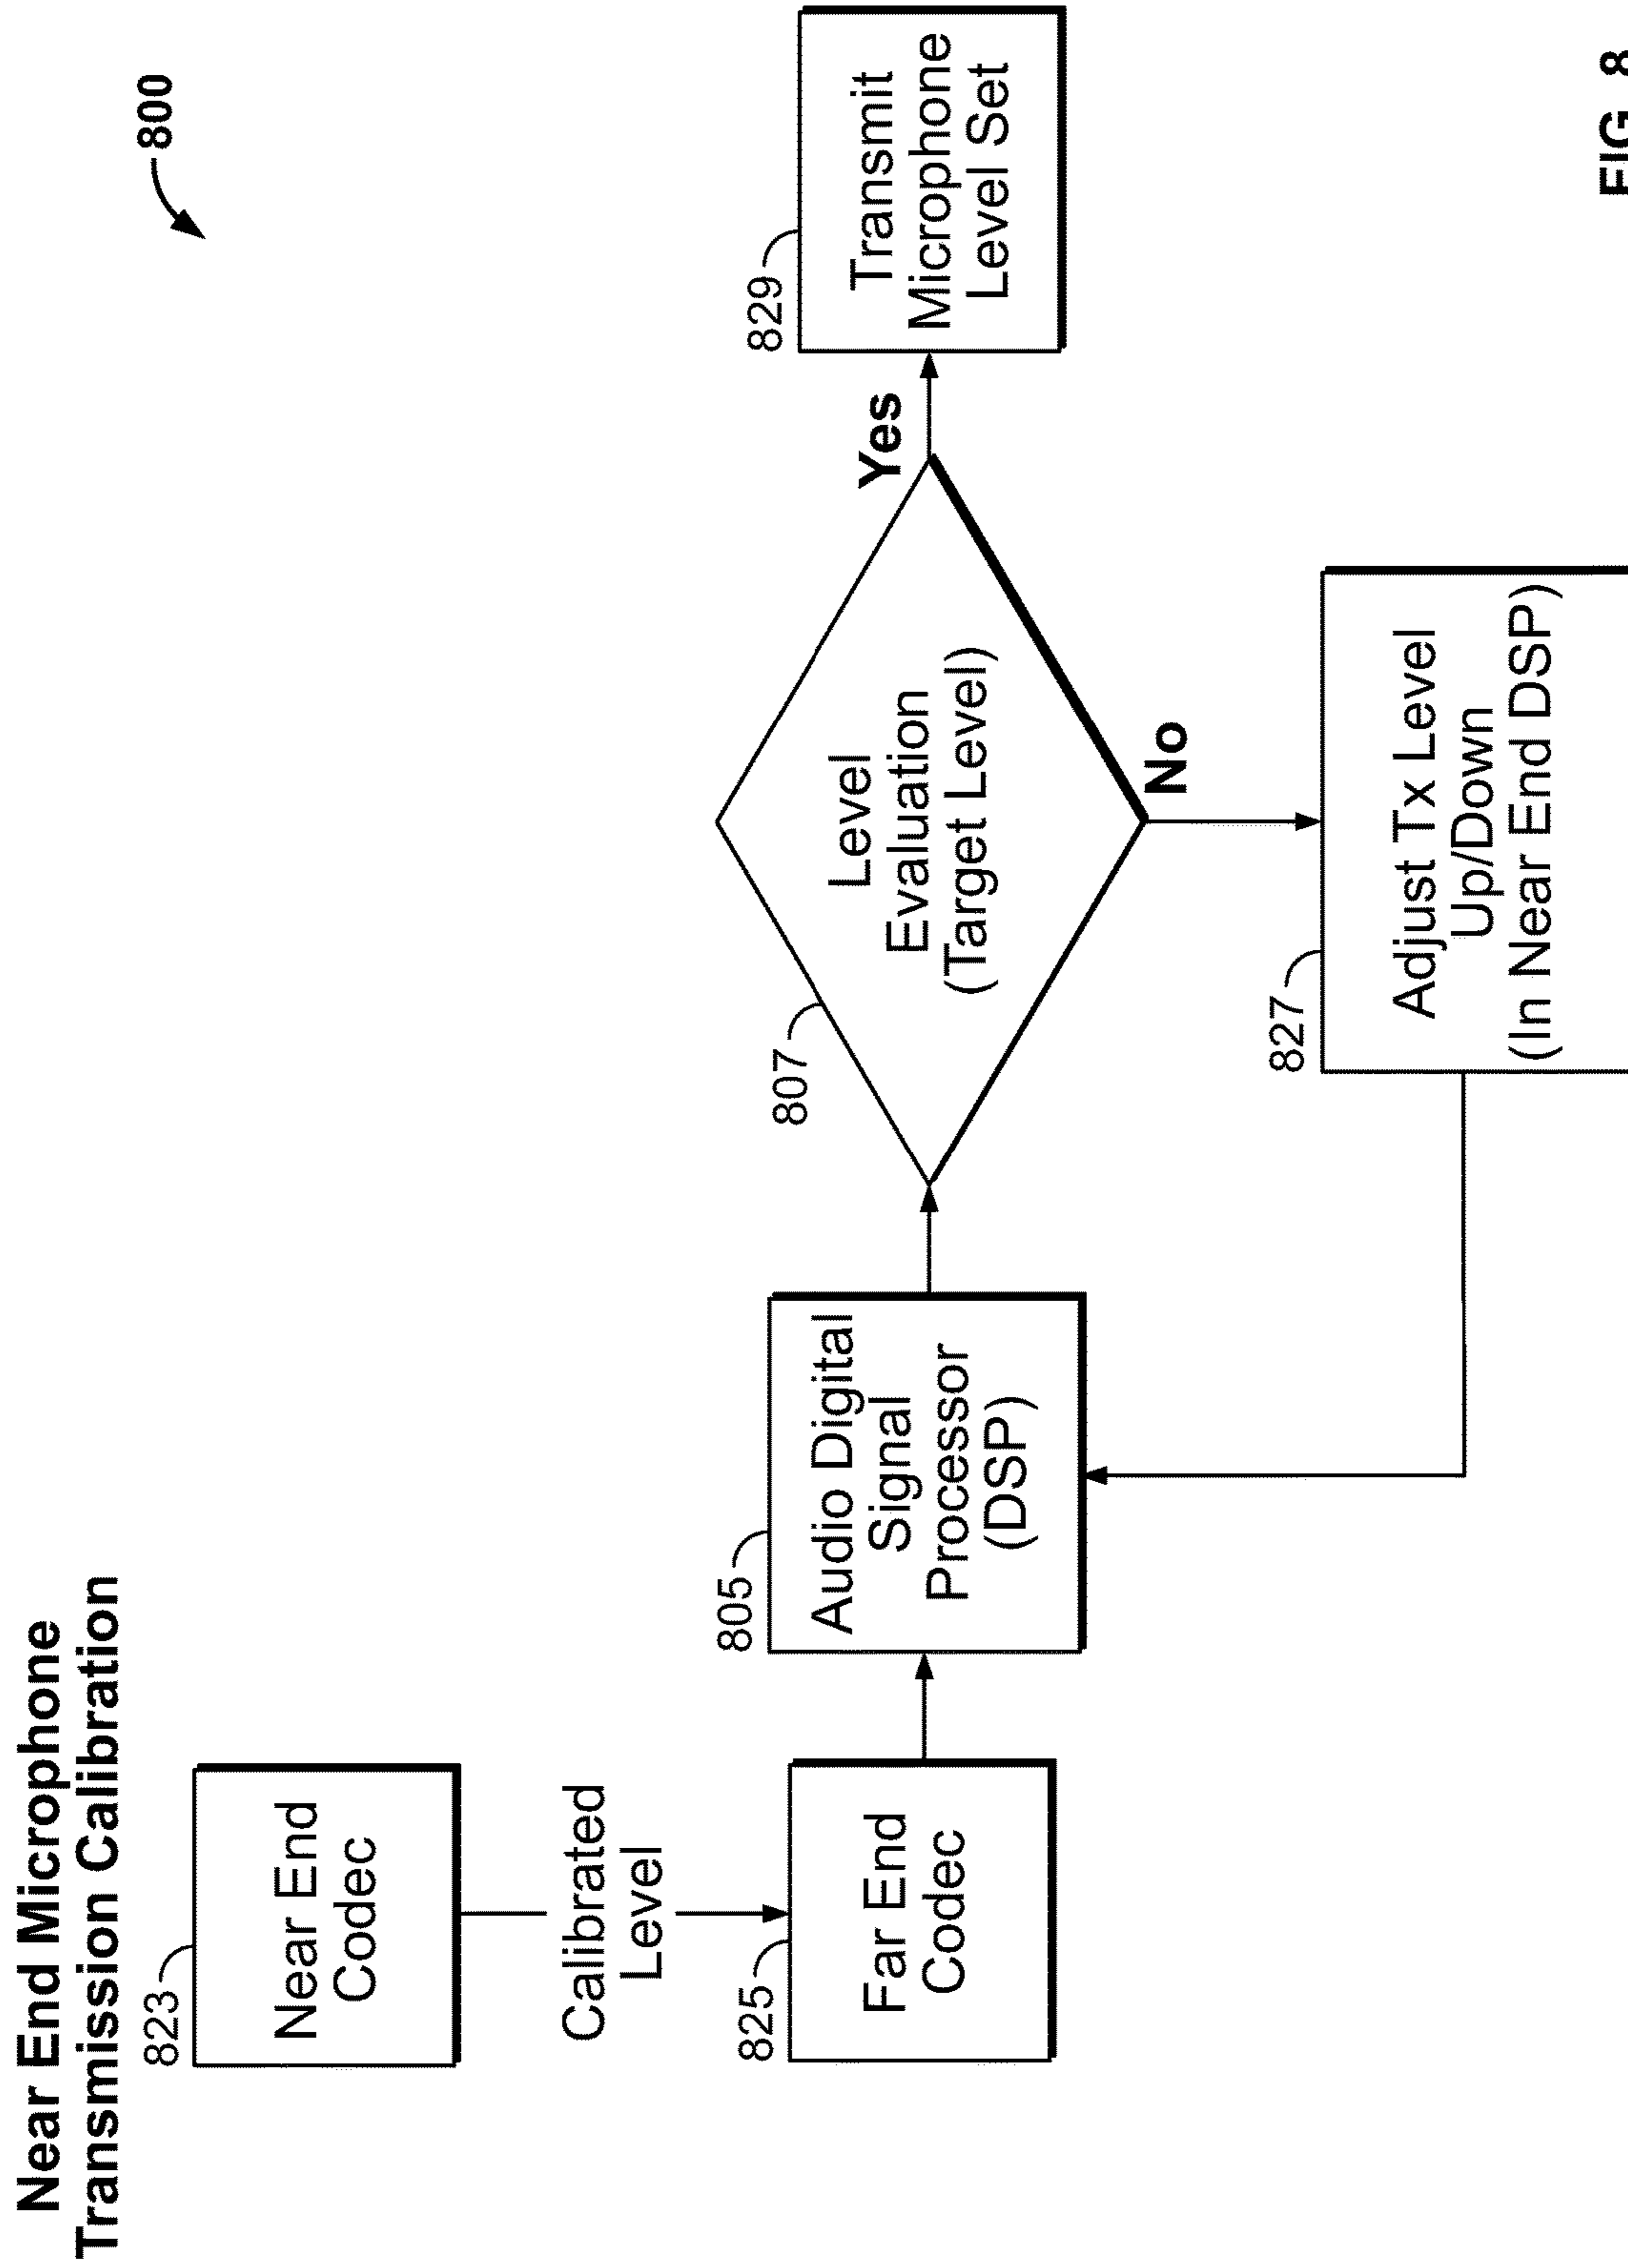 Near End Microphone
Transmission Calibration
800
823
Near End
Codec
Calibrated
Level
825
Far End
Codec
805
Audio Digital
Signal
Processor
(DSP)
807
Level
Evaluation
(Target Level)
Yes
829
Transmit
Microphone
Level Set
No
827
Adjust Tx Level
Up/Down
(In Near End DSP)
FIG. 8